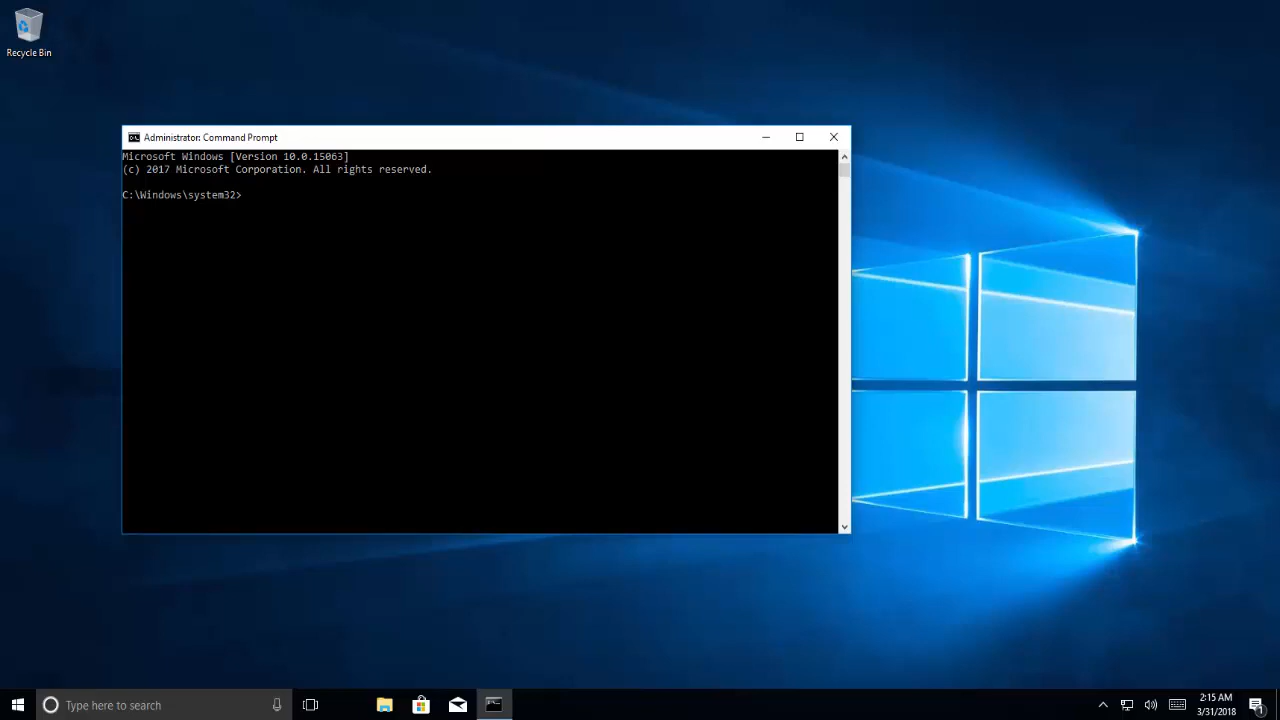 Recycle Bin
Administrator: Command Prompt
Microsoft Windows [Version 10.0.15063]
(c) 2017 Microsoft Corporation. All rights reserved.
C:\Windows\system32>
Type here to search
2:15 AM
3/31/2018
1